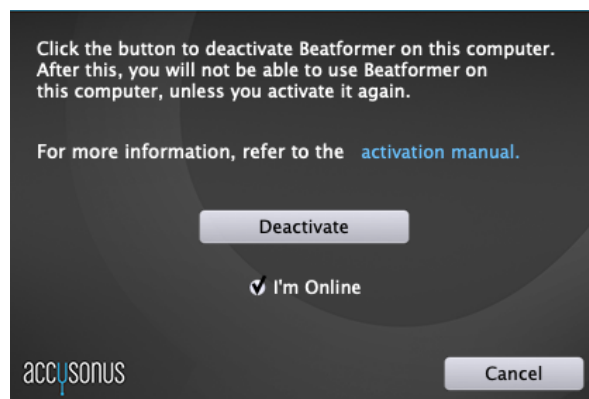 Click the button to deactivate Beatformer on this computer.
After this, you will not be able to use Beatformer on
this computer, unless you activate it again.
For more information, refer to the activation manual.
Deactivate
I'm Online
accusonus
Cancel